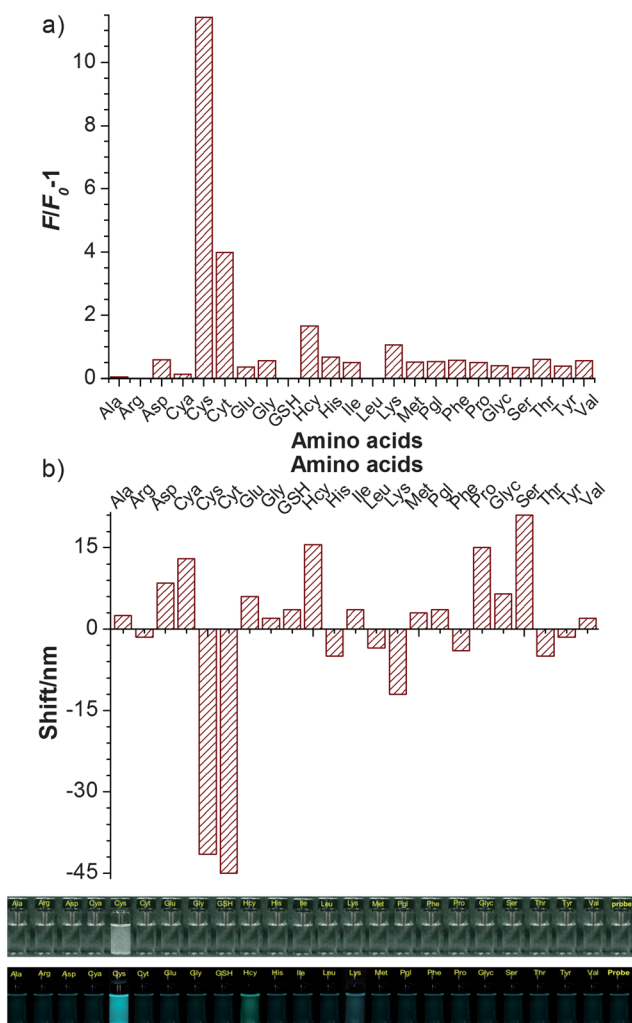 a)
10
8
6
4
2
0
F/F0-1
Ala Arg Asp Cya Cys Cyt Glu Gly GSH Hcy His Ile Leu Lys Met Pgl Phe Pro Glyc Ser Thr Tyr Val
Amino acids
b)
Amino acids
Ala Arg Asp Cya Cys Cyt Glu Gly GSH Hcy His Ile Leu Lys Met Pgl Phe Pro Glyc Ser Thr Tyr Val
15
0
-15
-30
-45
Shift/nm
Ala Arg Asp Cya Cys Cyt Glu Gly GSH Hcy His Ile Leu Lys Met Pgl Phe Pro Glyc Ser Thr Tyr Val probe
Ala Arg Asp Cya Cys Cyt Glu Gly GSH Hcy His Ile Leu Lys Met Pgl Phe Pro Glyc Ser Thr Tyr Val Probe